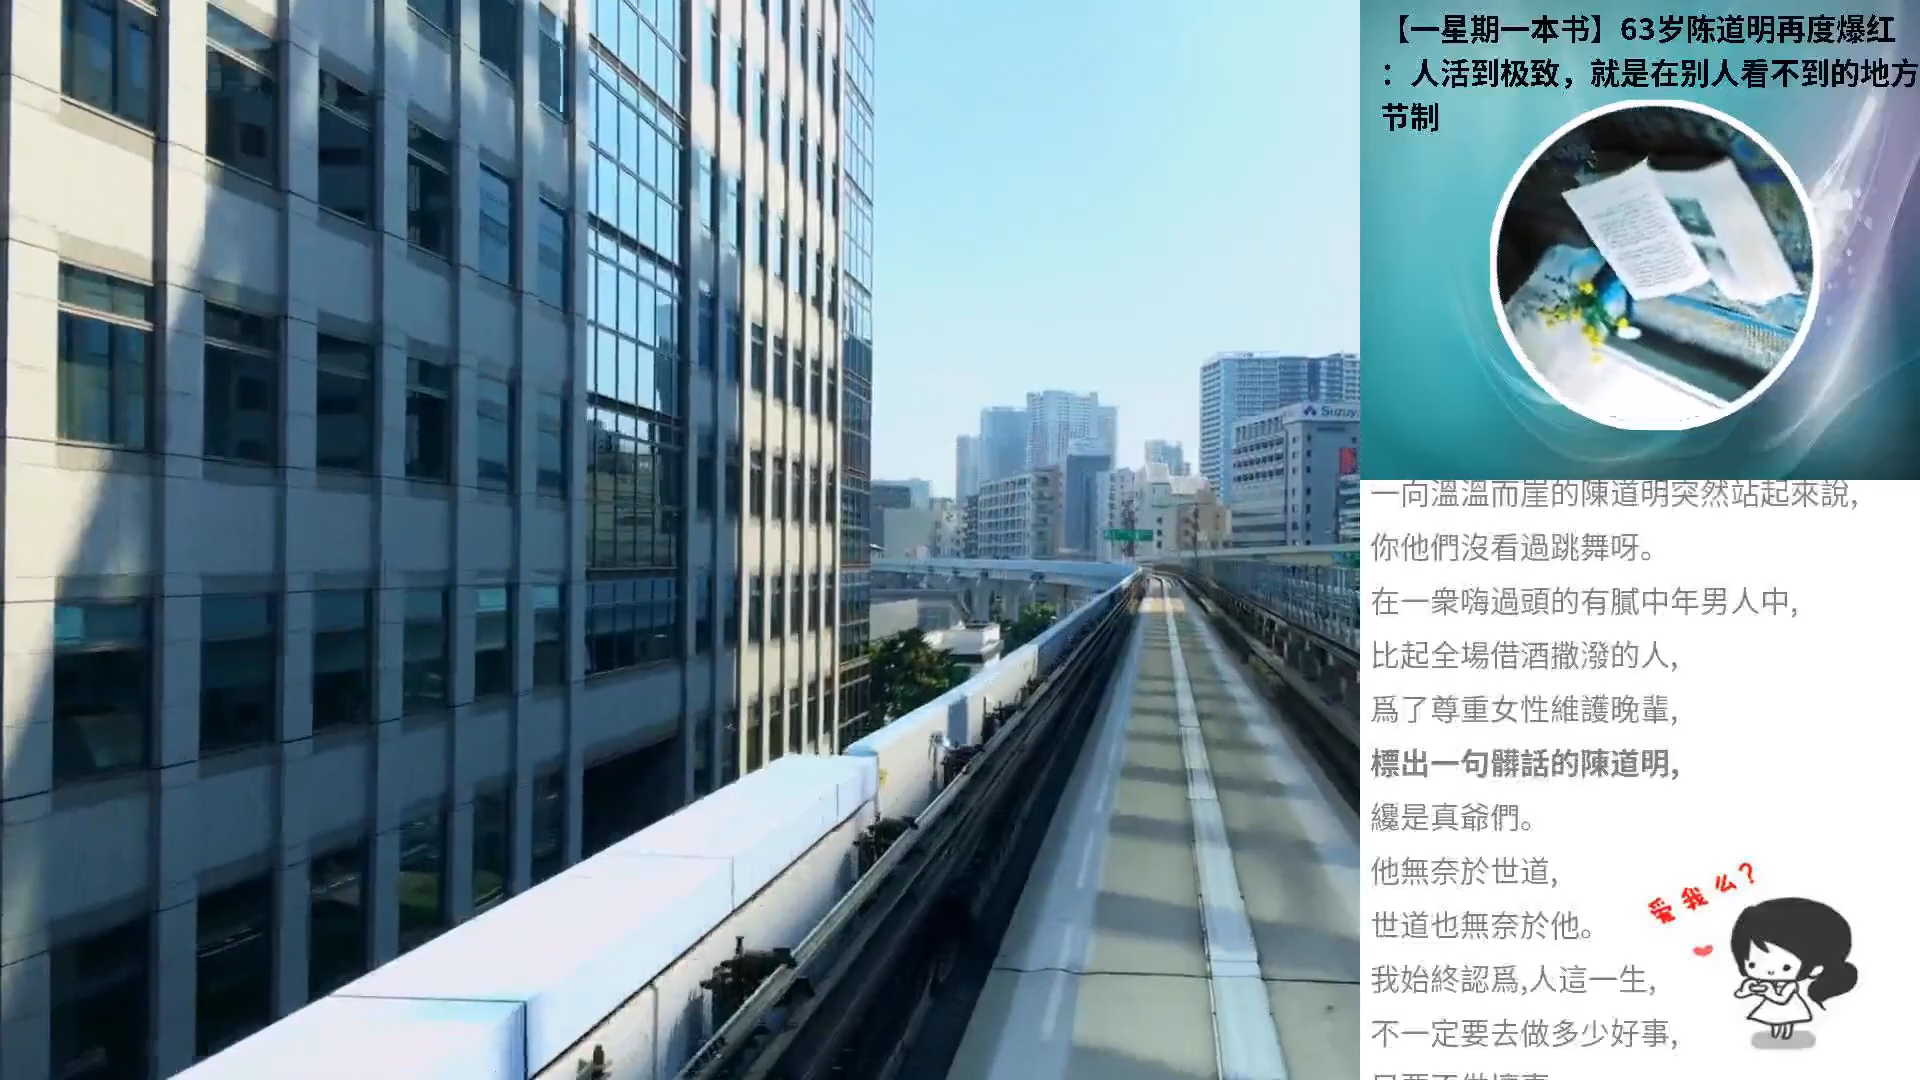 【一星期一本书】63岁陈道明再度爆红
：人活到极致，就是在别人看不到的地方
节制
Suzuy
一向溫溫而崖的陳道明突然站起來說,
你他們沒看過跳舞呀。
在一衆嗨過頭的有膩中年男人中,
比起全場借酒撒潑的人,
爲了尊重女性維護晚輩,
標出一句髒話的陳道明,
纔是真爺們。
他無奈於世道,
世道也無奈於他。
我始終認爲,人這一生,
不一定要去做多少好事,
爱我么？